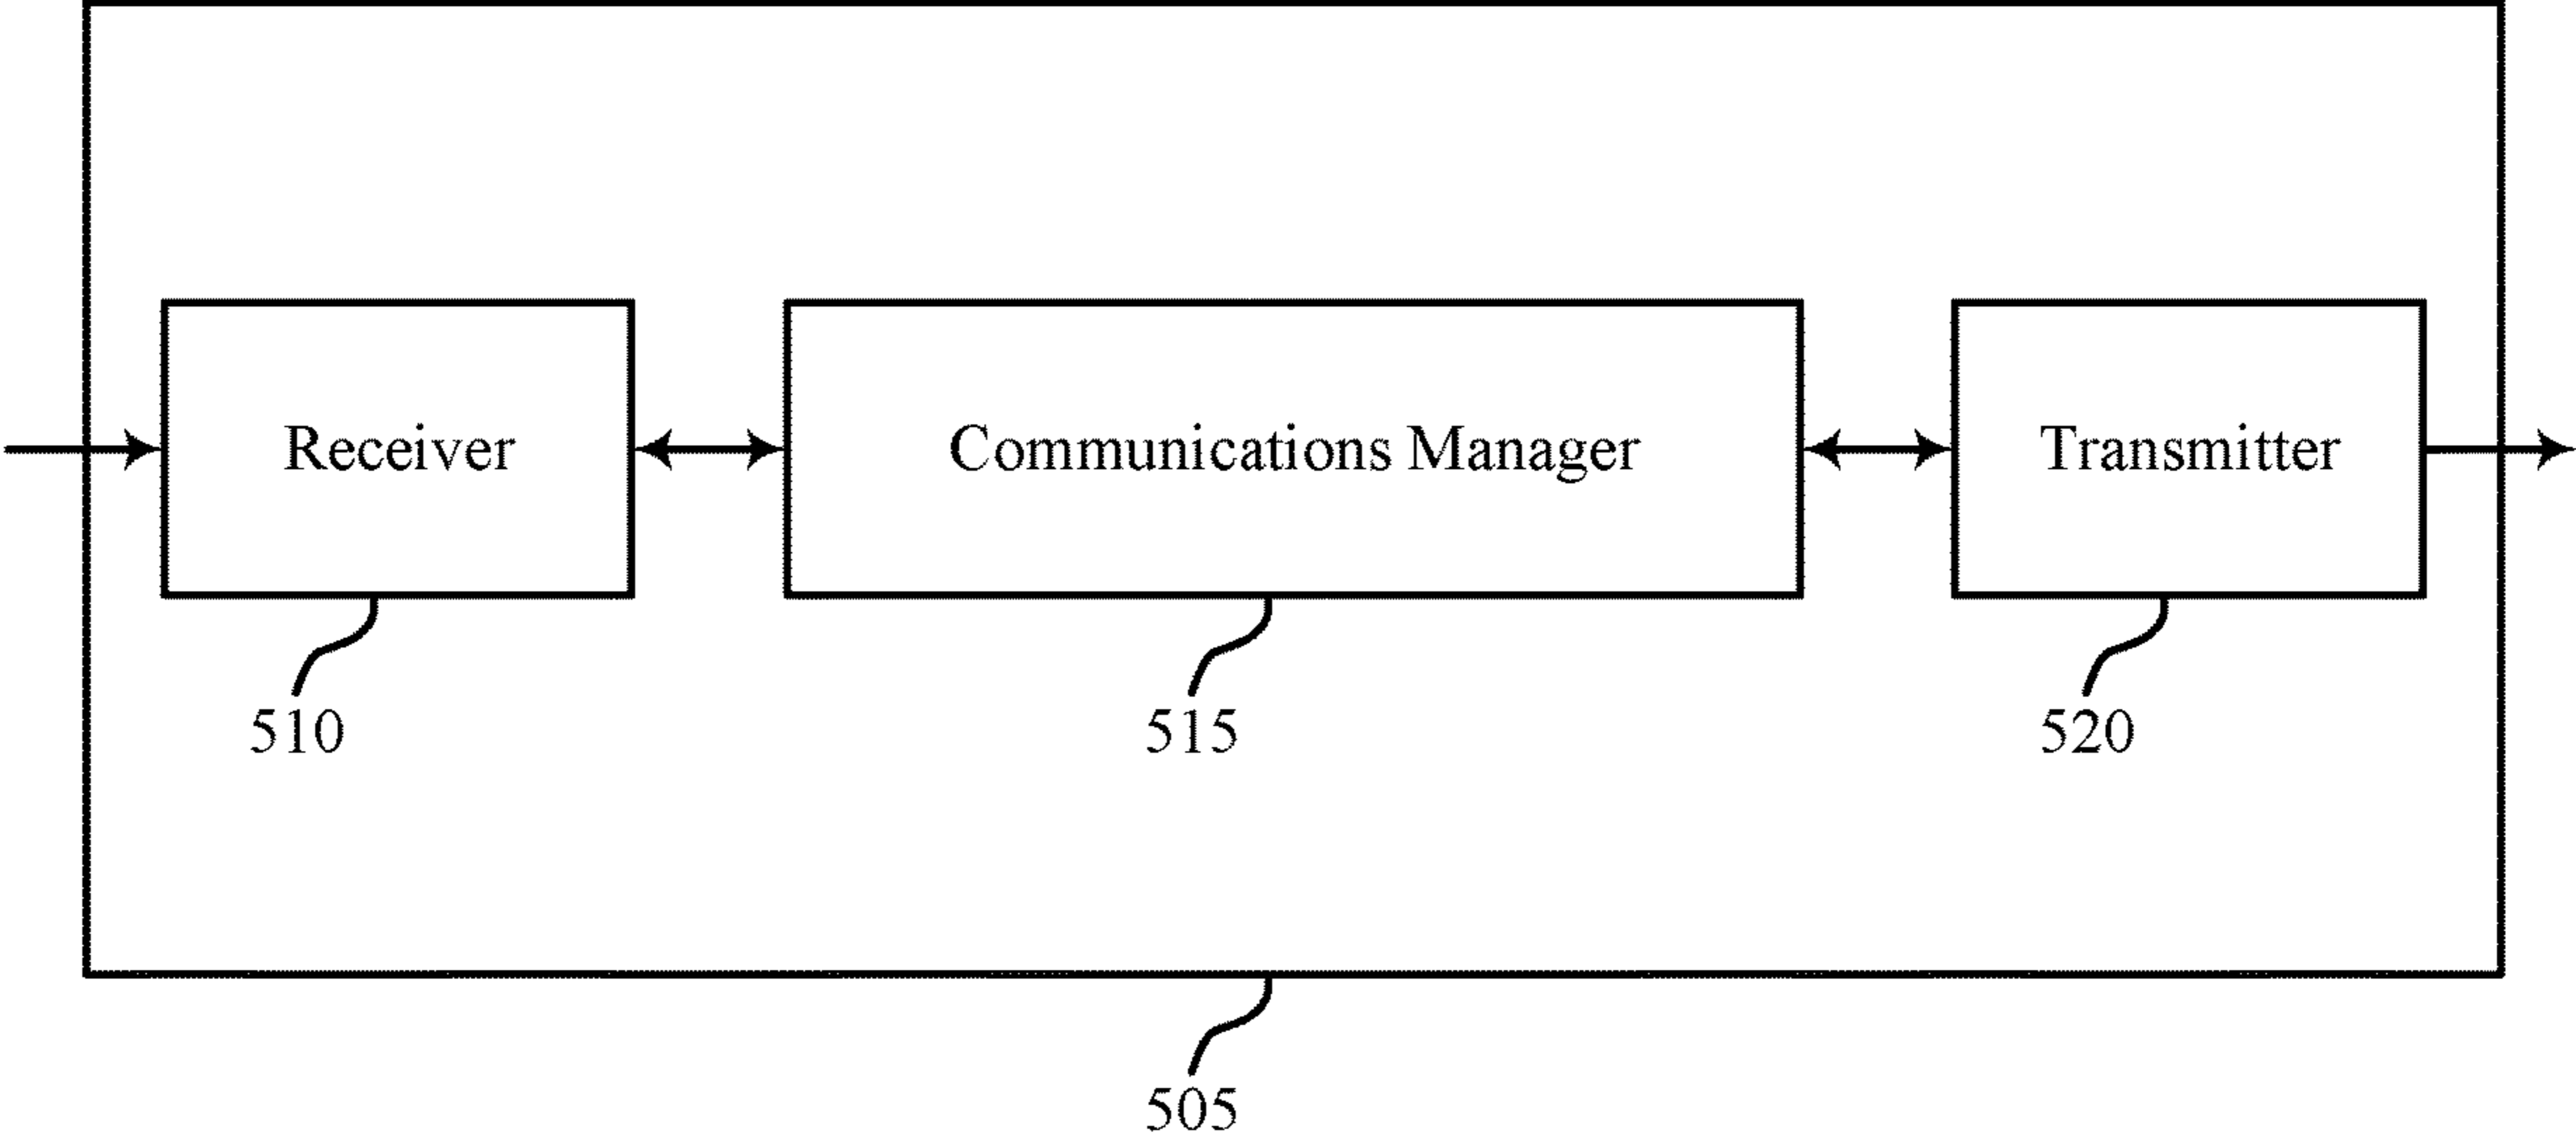 Receiver
Communications Manager
Transmitter
510
515
520
505